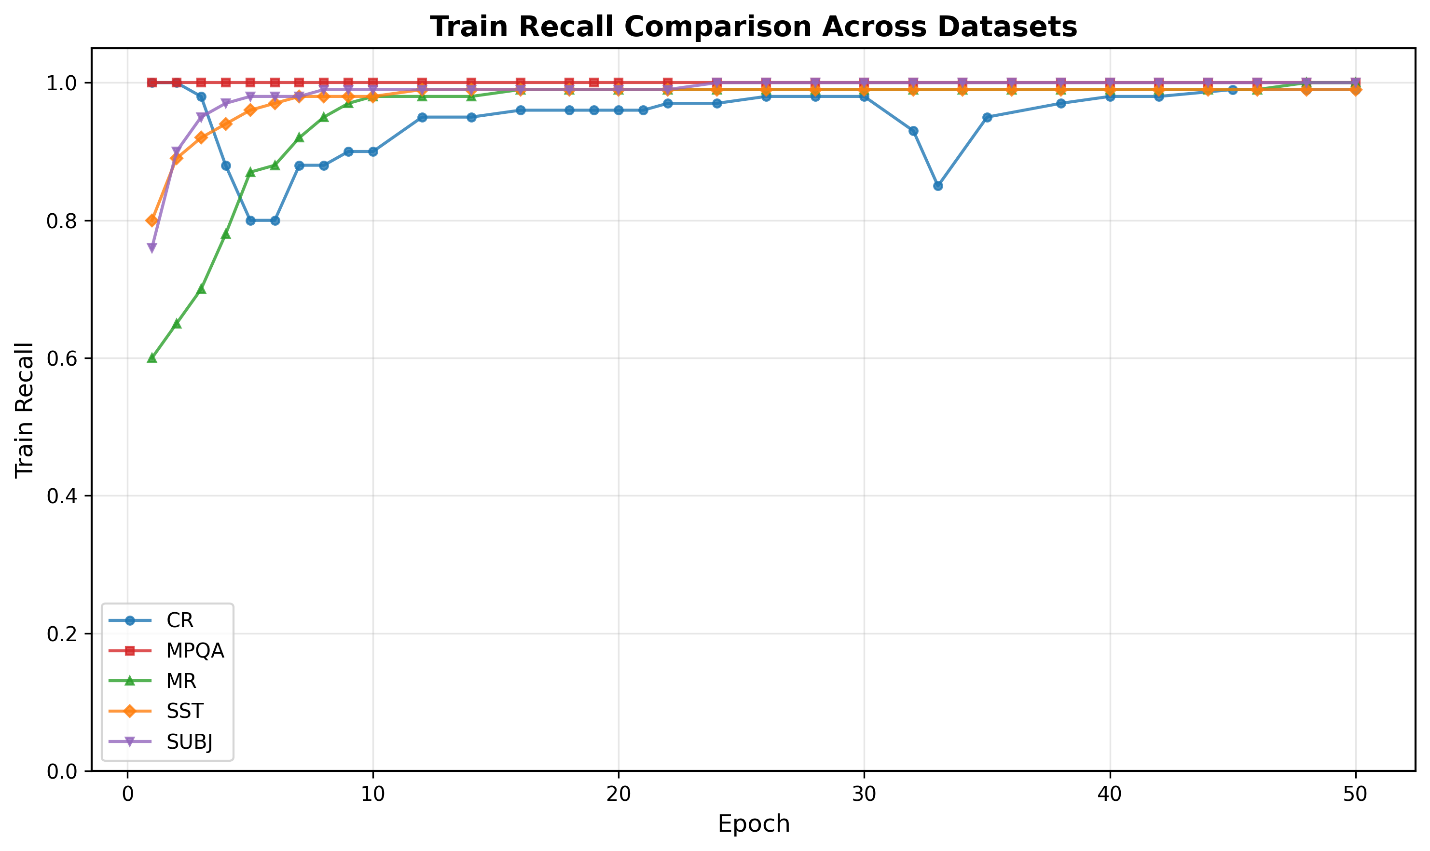 Train Recall Comparison Across Datasets
1.0
0.8
0.6
0.4
0.2
0.0
Train Recall
CR
MPQA
MR
SST
SUBJ
0 10 20 30 40 50
Epoch